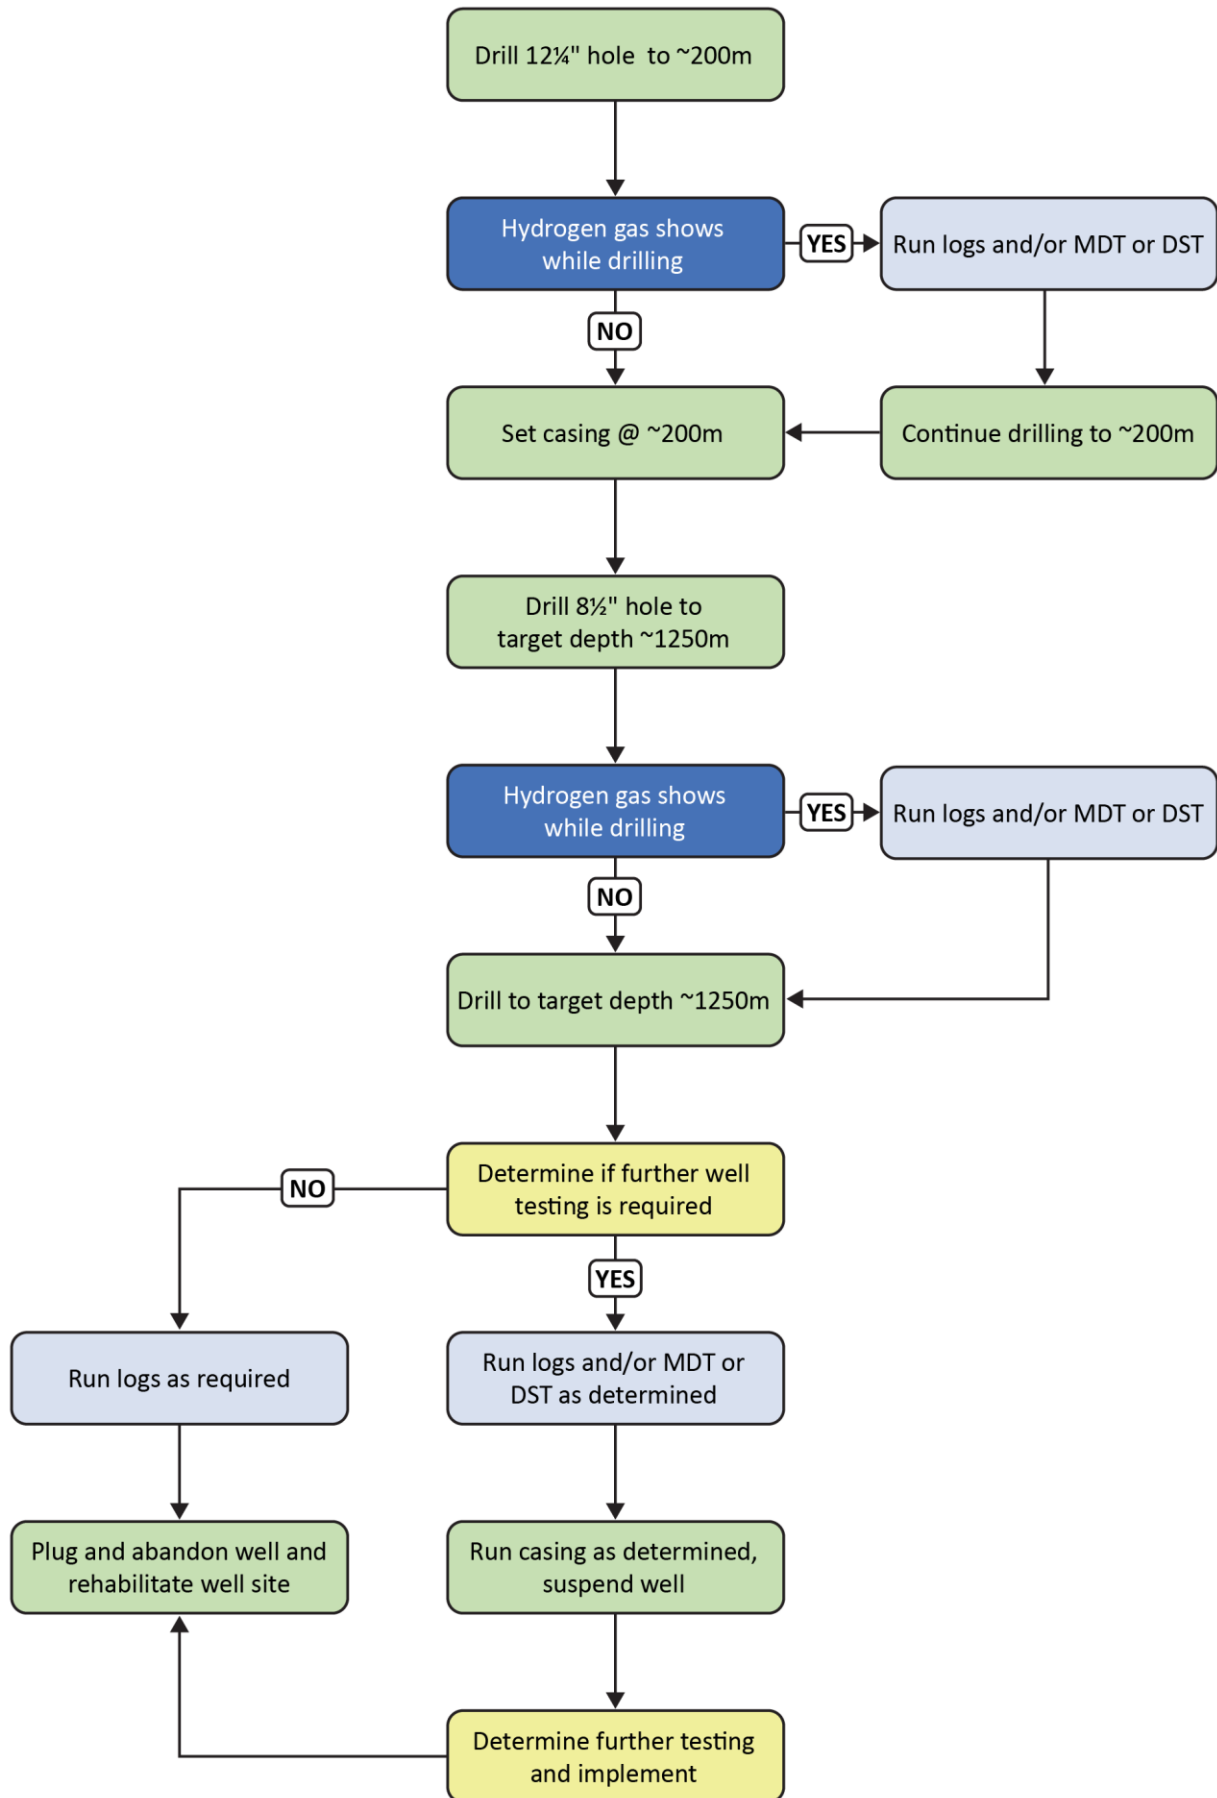 Drill 12¼" hole to ~200m
Hydrogen gas shows
while drilling
YES
Run logs and/or MDT or DST
NO
Set casing @ ~200m
Continue drilling to ~200m
Drill 8½" hole to
target depth ~1250m
Hydrogen gas shows
while drilling
YES
Run logs and/or MDT or DST
NO
Drill to target depth ~1250m
Determine if further well
testing is required
NO
YES
Run logs as required
Run logs and/or MDT or
DST as determined
Plug and abandon well and
rehabilitate well site
Run casing as determined,
suspend well
Determine further testing
and implement